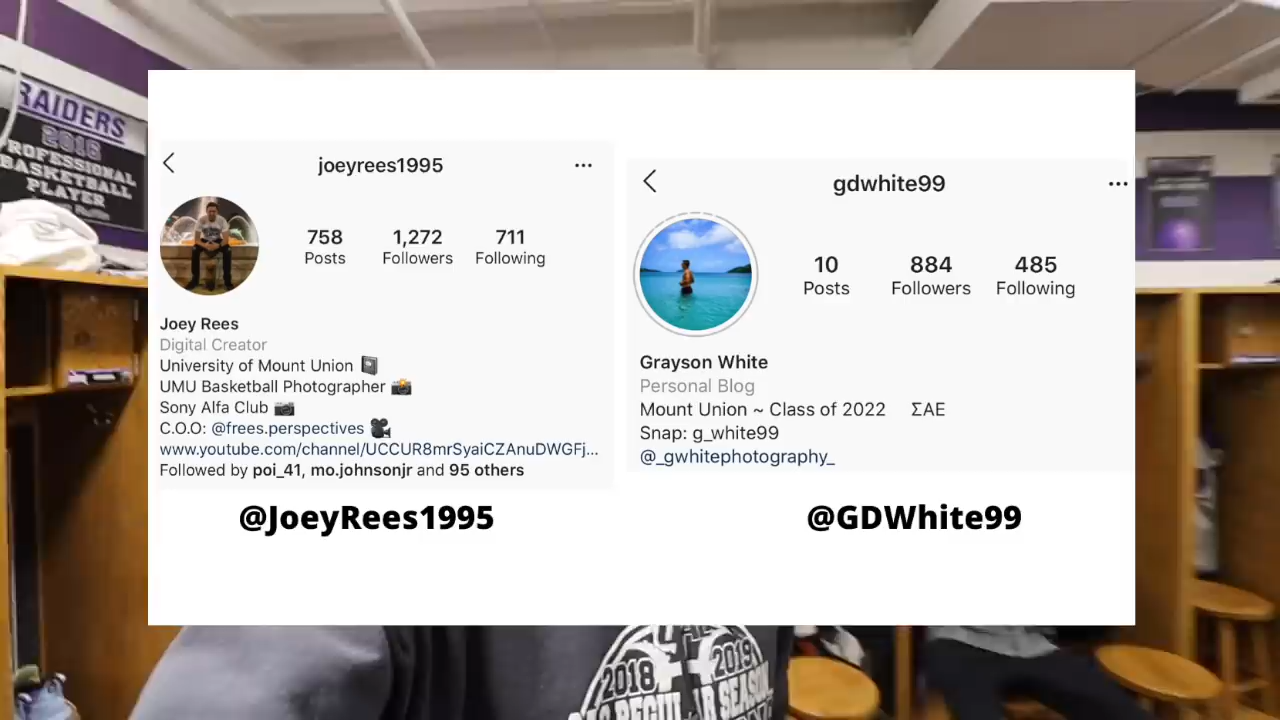 RAIDERS
2016
PROFESSIONAL
BASKETBALL
PLAYER
joeyrees1995
758
1,272
711
Posts
Followers
Following
Joey Rees
Digital Creator
University of Mount Union
UMU Basketball Photographer
Sony Alfa Club
C.O.O: @frees.perspectives
www.youtube.com/channel/UCCUR8mrSyaiCZAnuDWGFj...
Followed by poi_41, mo.johnsonjr and 95 others
@JoeyRees1995
gdwhite99
10
884
485
Posts
Followers
Following
Grayson White
Personal Blog
Mount Union ~ Class of 2022 ΣΑΕ
Snap: g_white99
@_gwhitephotography_
@GDWhite99
2018 2019
REGULAR SEASON